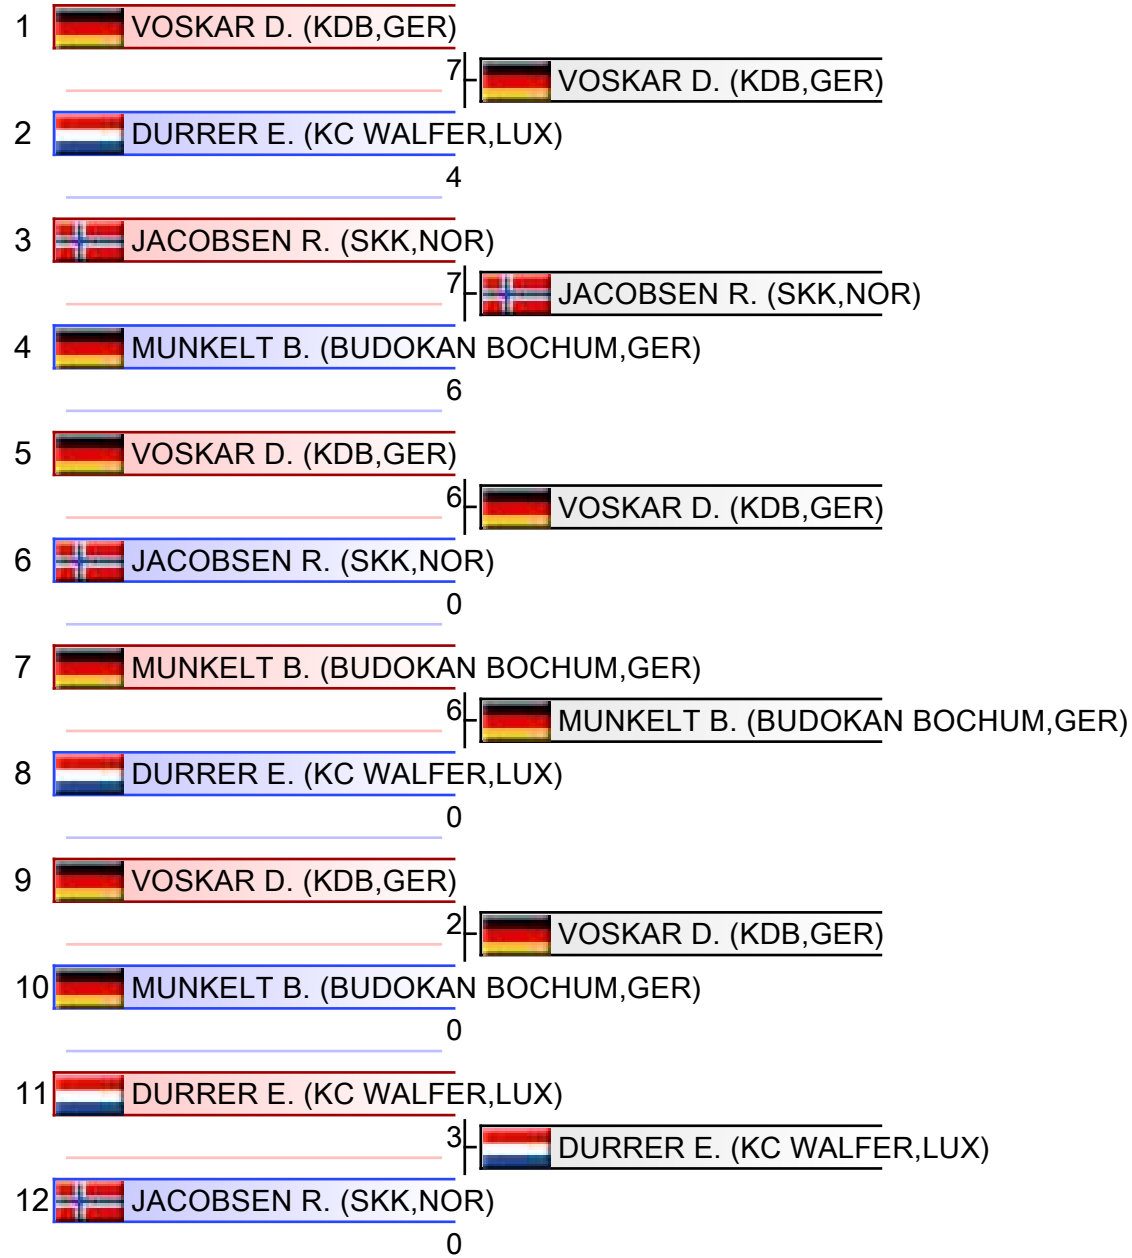 1 VOSKAR D. (KDB,GER)
7 VOSKAR D. (KDB,GER)
2 DURRER E. (KC WALFER,LUX)
4
3 JACOBSEN R. (SKK,NOR)
7 JACOBSEN R. (SKK,NOR)
4 MUNKELT B. (BUDOKAN BOCHUM,GER)
6
5 VOSKAR D. (KDB,GER)
6 VOSKAR D. (KDB,GER)
6 JACOBSEN R. (SKK,NOR)
0
7 MUNKELT B. (BUDOKAN BOCHUM,GER)
6 MUNKELT B. (BUDOKAN BOCHUM,GER)
8 DURRER E. (KC WALFER,LUX)
0
9 VOSKAR D. (KDB,GER)
2 VOSKAR D. (KDB,GER)
10 MUNKELT B. (BUDOKAN BOCHUM,GER)
0
11 DURRER E. (KC WALFER,LUX)
3 DURRER E. (KC WALFER,LUX)
12 JACOBSEN R. (SKK,NOR)
0